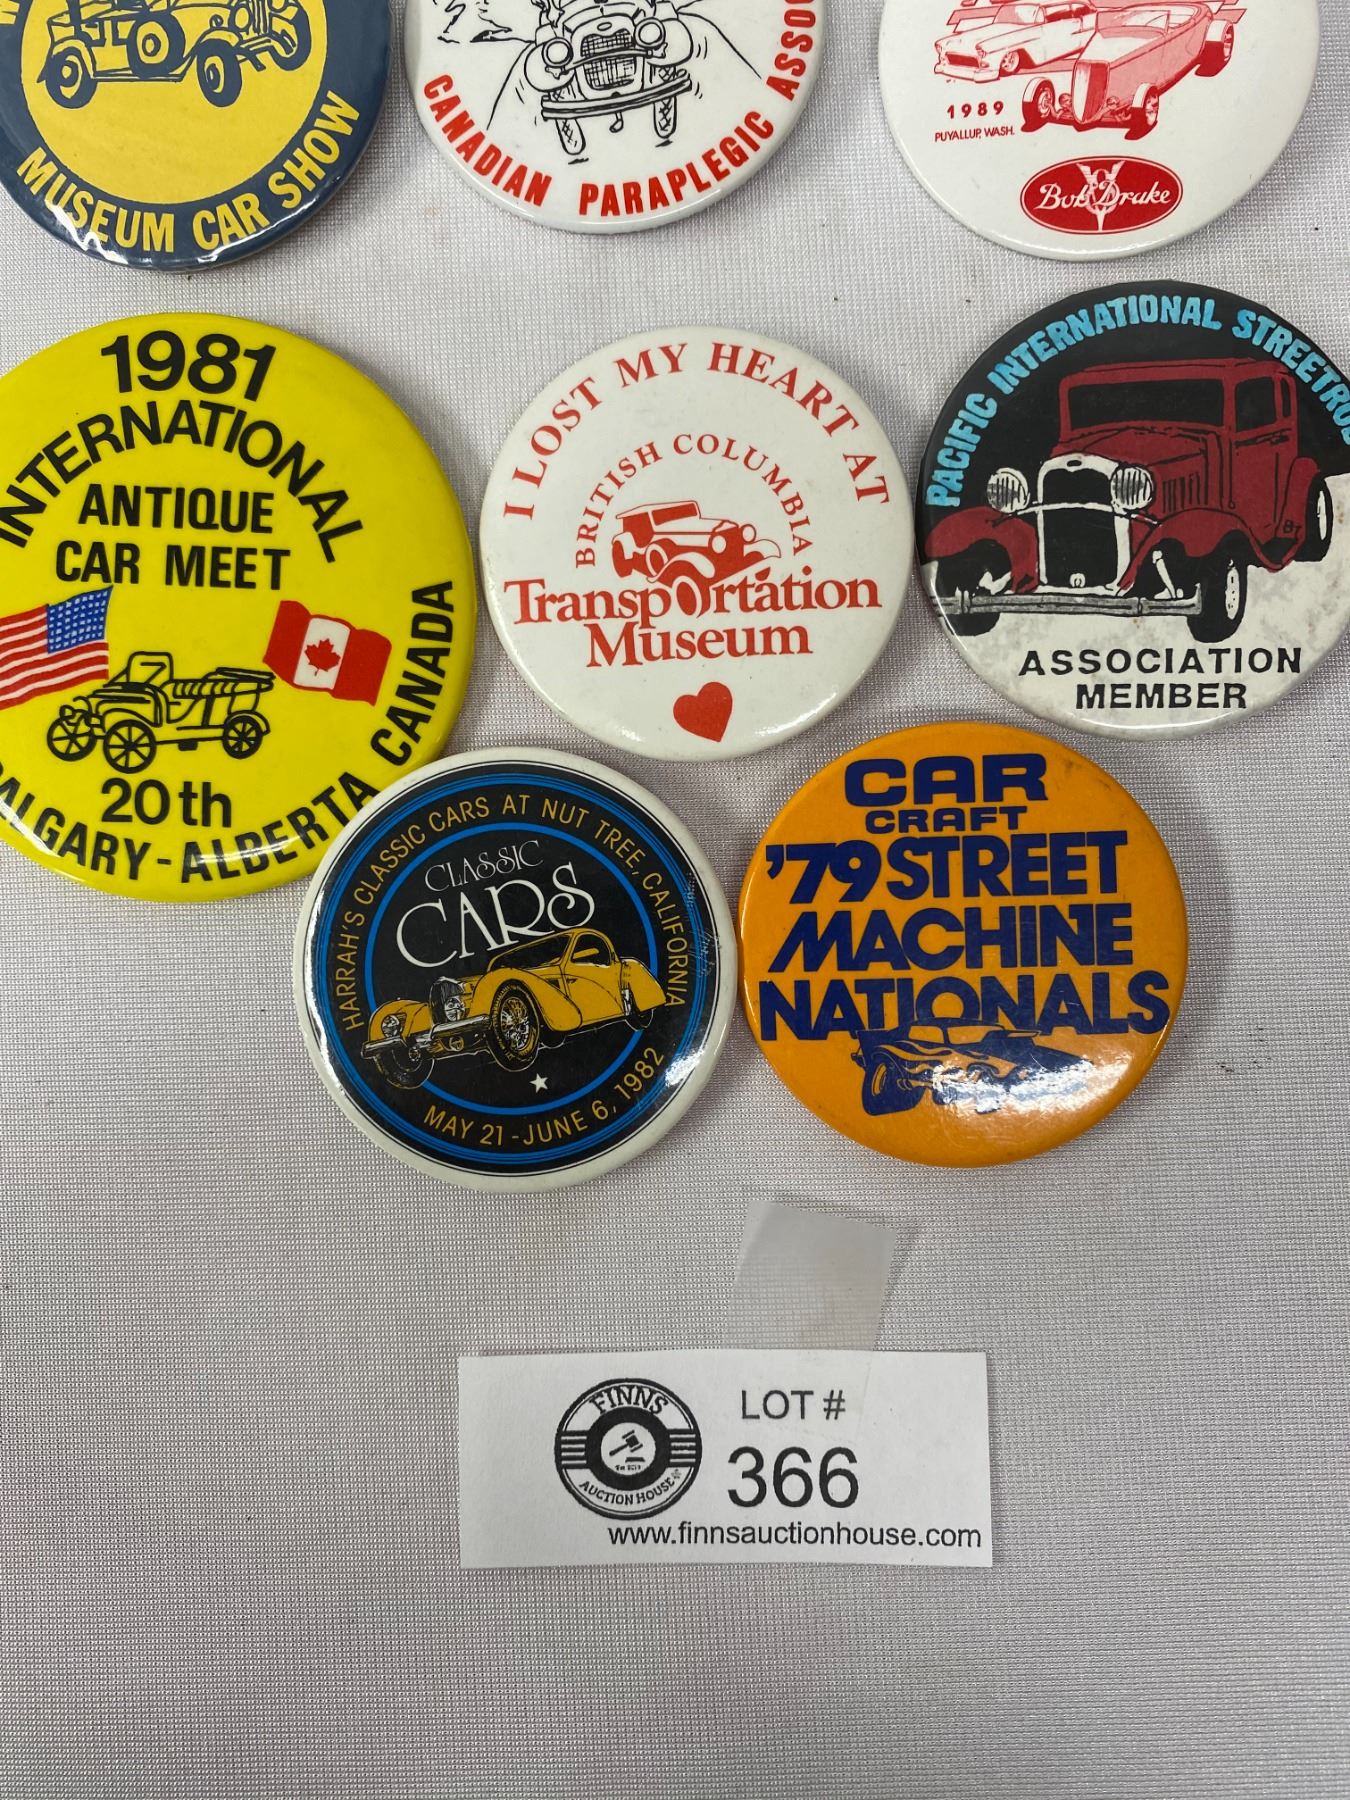 MUSEUM CAR SHOW
CANADIAN PARAPLEGIC
1989
PUYALLUP, WASH.
Bob Drake
1981
INTERNATIONAL
ANTIQUE
CAR MEET
20th
CALGARY-ALBERTA CANADA
I LOST MY HEART AT
BRITISH COLUMBIA
Transportation
Museum
PACIFIC INTERNATIONAL STREETROD
ASSOCIATION
MEMBER
HARRAH'S CLASSIC CARS AT NUT TREE, CALIFORNIA
CLASSIC
CARS
MAY 21-JUNE 6, 1982
CAR
CRAFT
'79 STREET
MACHINE
NATIONALS
FINNS
AUCTION HOUSE
LOT #
366
www.finnsauctionhouse.com